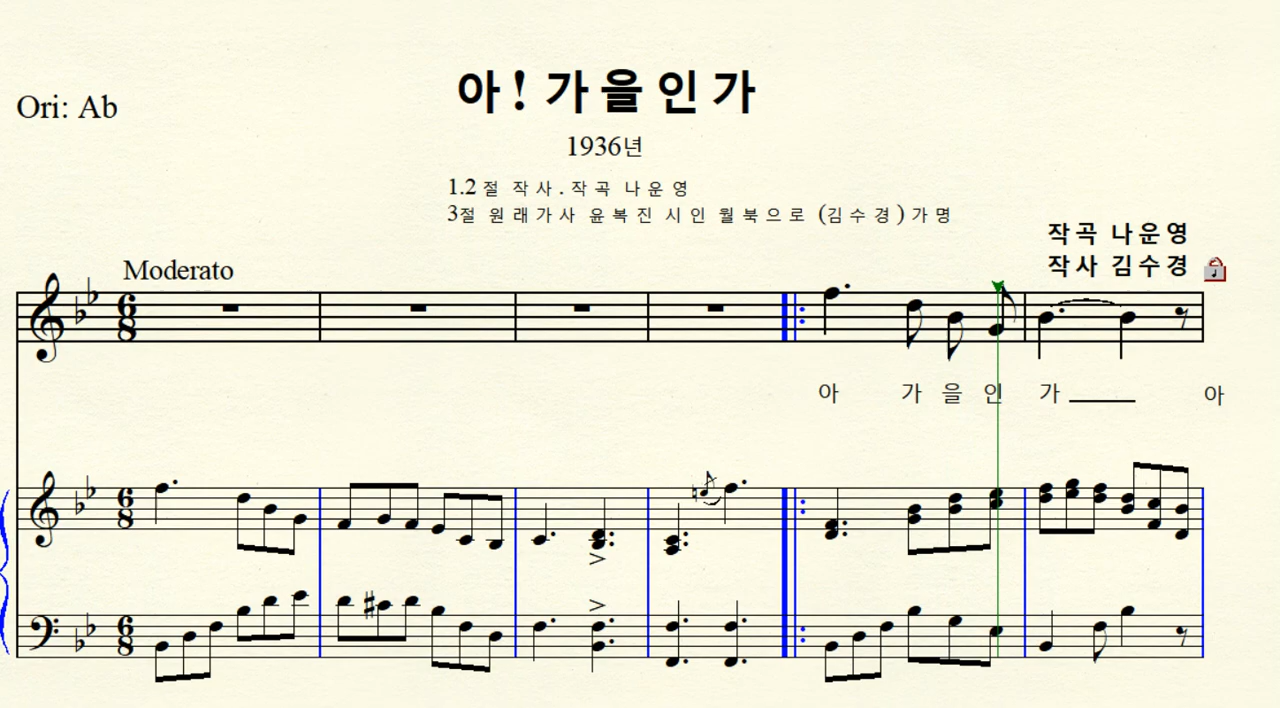 아! 가을인가
Ori: Ab
1936년
1.2 절 작사.작곡 나운영
3절 원래가사 윤복진 시인 월북으로 (김수경)가명
작곡 나운영
작사 김수경
Moderato
아 가 을 인 가 아